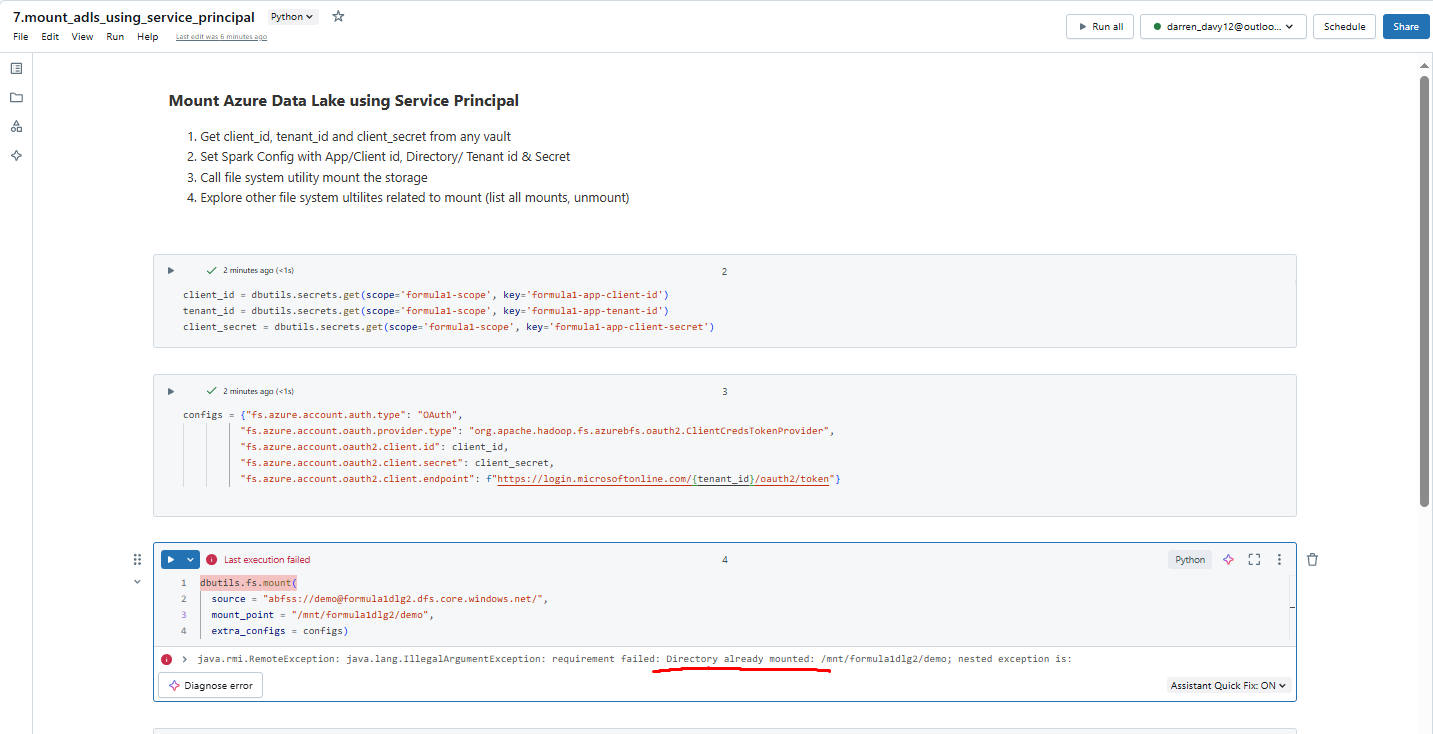 7.mount_adls_using_service_principal Python
File Edit View Run Help Last edit was 6 minutes ago
Run all darren_davy12@outloo... Schedule Share
Mount Azure Data Lake using Service Principal
1. Get client_id, tenant_id and client_secret from any vault
2. Set Spark Config with App/Client id, Directory/ Tenant id & Secret
3. Call file system utility mount the storage
4. Explore other file system ultilites related to mount (list all mounts, unmount)
2 minutes ago (<1s) 2
client_id = dbutils.secrets.get(scope='formula1-scope', key='formula1-app-client-id')
tenant_id = dbutils.secrets.get(scope='formula1-scope', key='formula1-app-tenant-id')
client_secret = dbutils.secrets.get(scope='formula1-scope', key='formula1-app-client-secret')
2 minutes ago (<1s) 3
configs = {"fs.azure.account.auth.type": "OAuth",
"fs.azure.account.oauth.provider.type": "org.apache.hadoop.fs.azurebfs.oauth2.ClientCredsTokenProvider",
"fs.azure.account.oauth2.client.id": client_id,
"fs.azure.account.oauth2.client.secret": client_secret,
"fs.azure.account.oauth2.client.endpoint": f"https://login.microsoftonline.com/{tenant_id}/oauth2/token"}
Last execution failed 4 Python
1 dbutils.fs.mount(
2 source = "abfss://demo@formula1dlg2.dfs.core.windows.net/",
3 mount_point = "/mnt/formula1dlg2/demo",
4 extra_configs = configs)
java.rmi.RemoteException: java.lang.IllegalArgumentException: requirement failed: Directory already mounted: /mnt/formula1dlg2/demo; nested exception is:
Diagnose error Assistant Quick Fix: ON